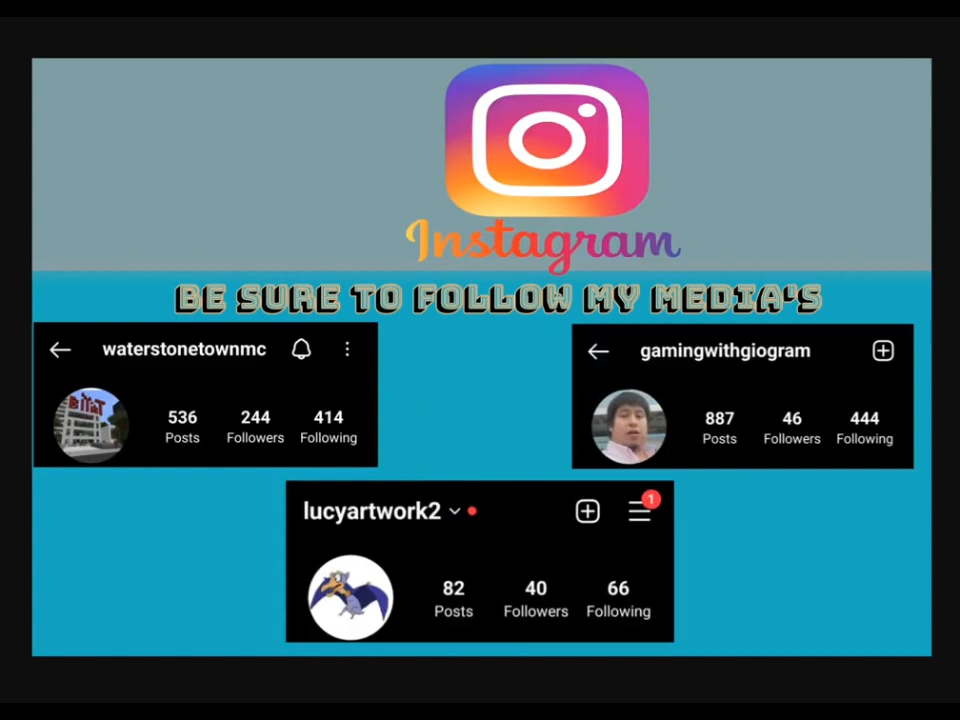 Instagram
BE SURE TO FOLLOW MY MEDIA'S
waterstonetownmc
536 244 414
Posts Followers Following
gamingwithgiogram
887 46 444
Posts Followers Following
lucyartwork2
1
82 40 66
Posts Followers Following